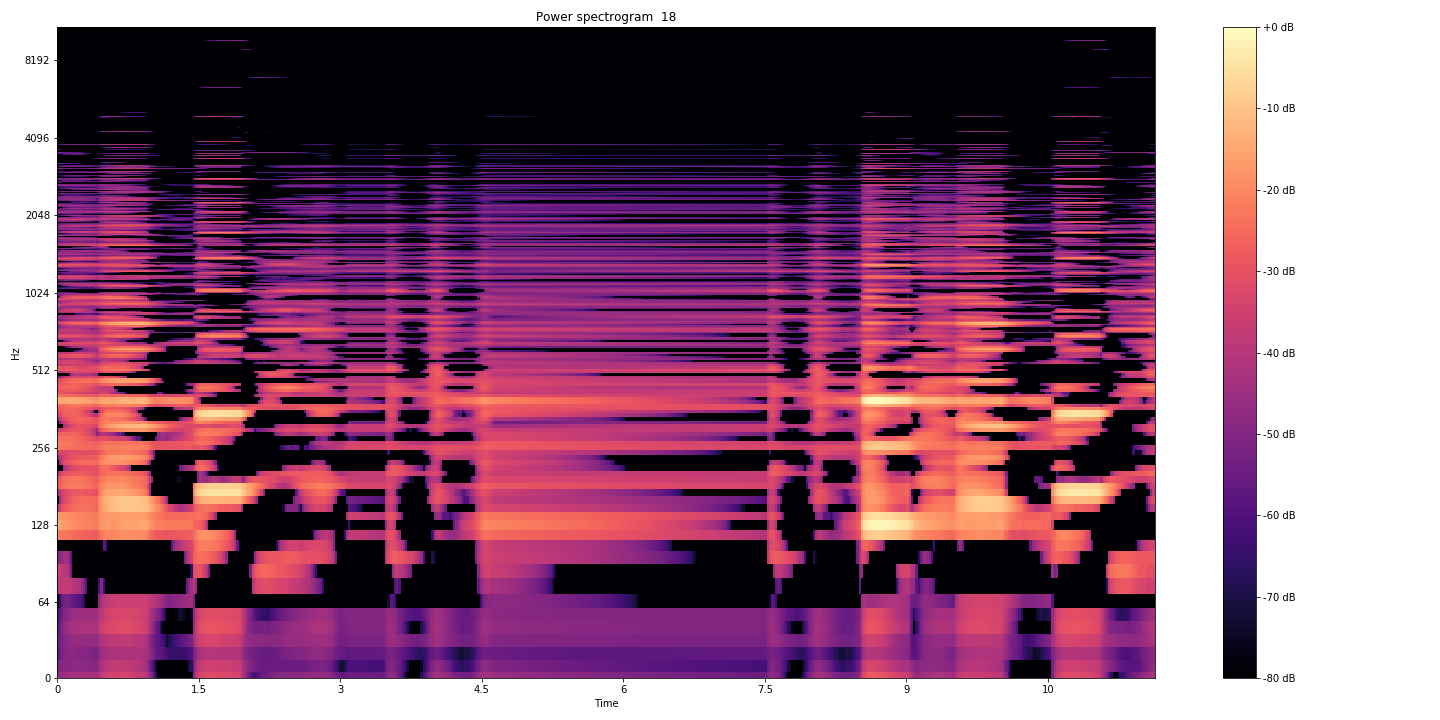 Power spectrogram  18
8192
4096
2048
1024
512
256
128
64
0
Hz
0
1.5
3
4.5
6
7.5
9
10
Time
+0 dB
-10 dB
-20 dB
-30 dB
-40 dB
-50 dB
-60 dB
-70 dB
-80 dB